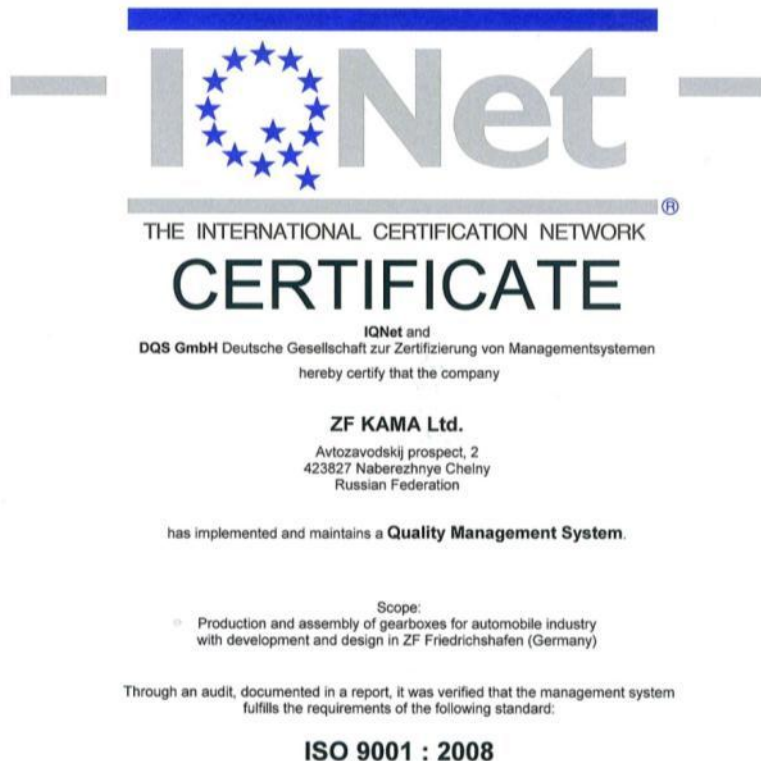 IQNet
®
THE INTERNATIONAL CERTIFICATION NETWORK
CERTIFICATE
IQNet and
DQS GmbH Deutsche Gesellschaft zur Zertifizierung von Managementsystemen
hereby certify that the company
ZF KAMA Ltd.
Avtozavodskij prospect, 2
423827 Naberezhnye Chelny
Russian Federation
has implemented and maintains a Quality Management System.
Scope:
Production and assembly of gearboxes for automobile industry
with development and design in ZF Friedrichshafen (Germany)
Through an audit, documented in a report, it was verified that the management system
fulfills the requirements of the following standard:
ISO 9001 : 2008